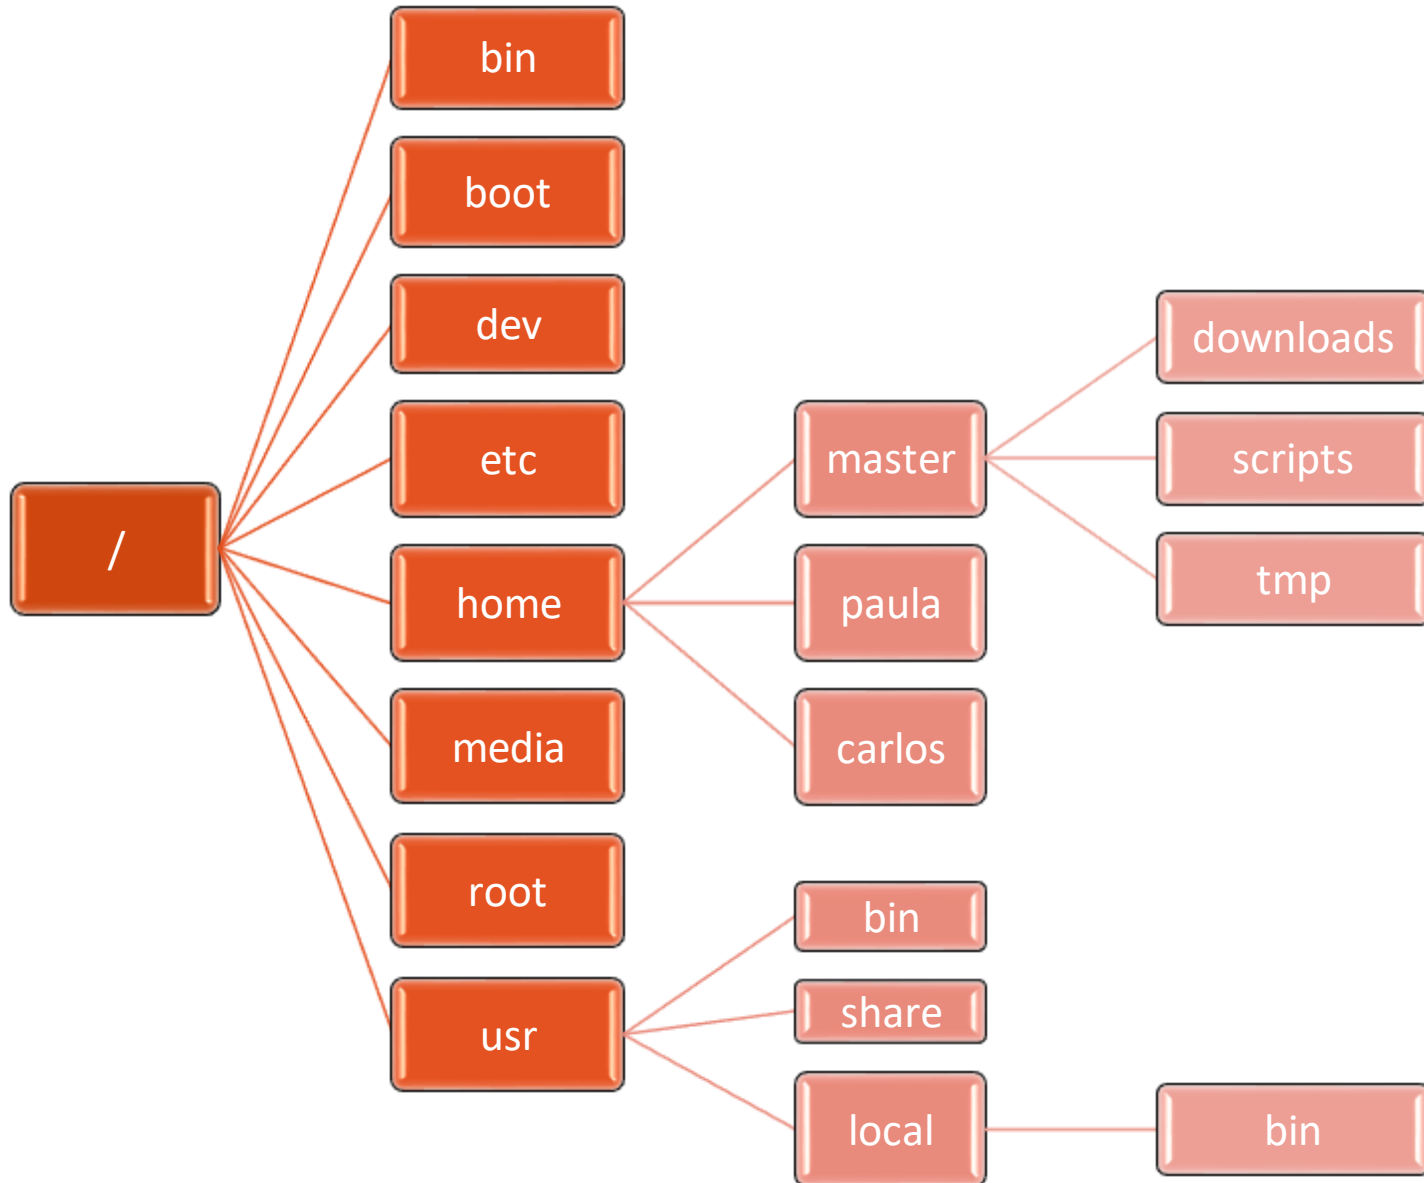 /
bin
boot
dev
etc
home
media
root
usr
master
paula
carlos
bin
share
local
downloads
scripts
tmp
bin